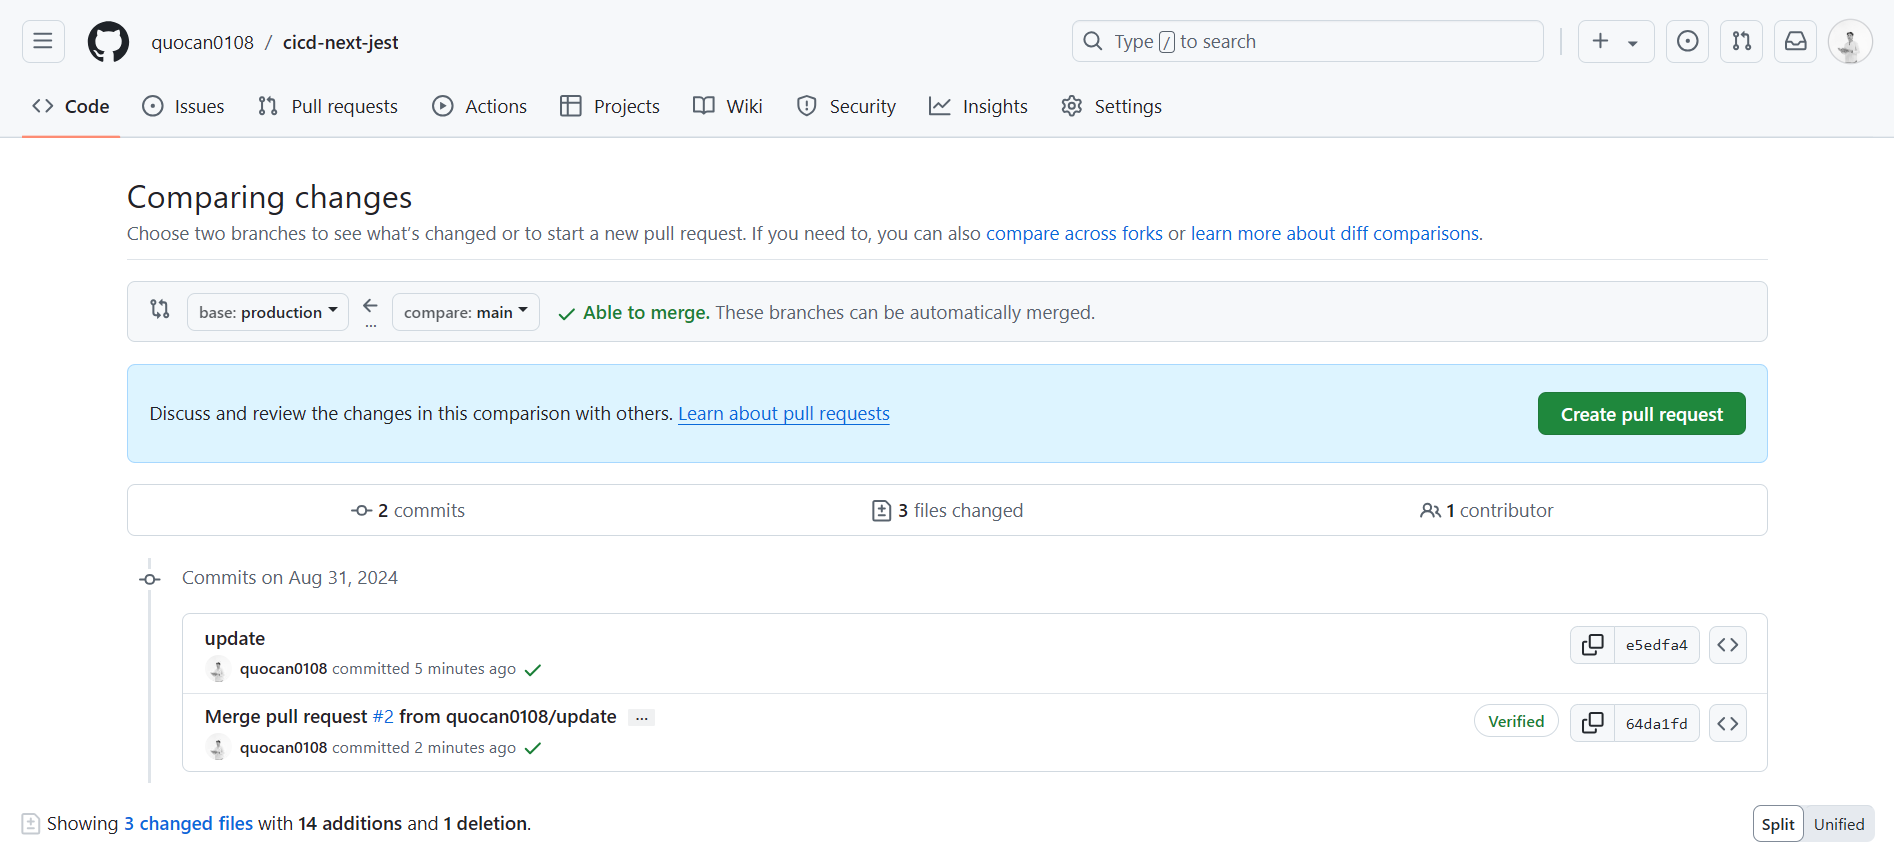 quocan0108 / cicd-next-jest
Type / to search
Code Issues Pull requests Actions Projects Wiki Security Insights Settings
Comparing changes
Choose two branches to see what's changed or to start a new pull request. If you need to, you can also compare across forks or learn more about diff comparisons.
base: production ... compare: main Able to merge. These branches can be automatically merged.
Discuss and review the changes in this comparison with others. Learn about pull requests Create pull request
2 commits 3 files changed 1 contributor
Commits on Aug 31, 2024
update
e5edfa4
quocan0108 committed 5 minutes ago
Merge pull request #2 from quocan0108/update ...
Verified 64da1fd
quocan0108 committed 2 minutes ago
Showing 3 changed files with 14 additions and 1 deletion. Split Unified